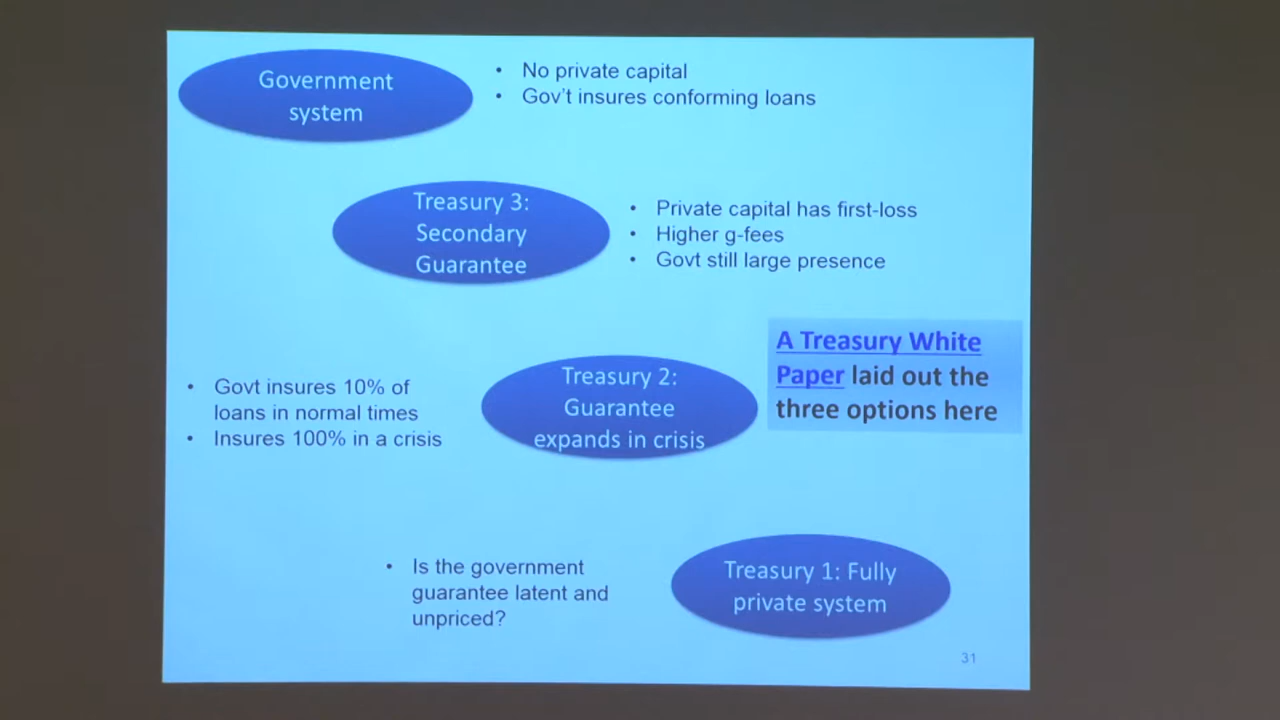 Government
system
• No private capital
• Gov't insures conforming loans
Treasury 3:
Secondary
Guarantee
• Private capital has first-loss
• Higher g-fees
• Govt still large presence
A Treasury White
Paper laid out the
three options here
• Govt insures 10% of
loans in normal times
• Insures 100% in a crisis
Treasury 2:
Guarantee
expands in crisis
• Is the government
guarantee latent and
unpriced?
Treasury 1: Fully
private system
31